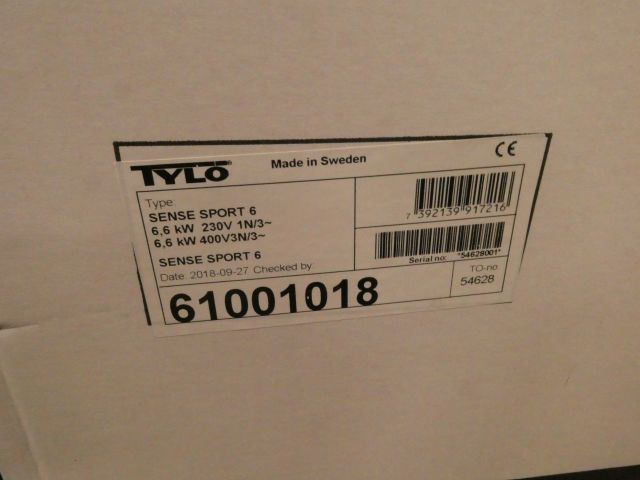 TYLÖ Made in Sweden CE
Type
SENSE SPORT 6
6,6 kW 230V 1N/3~
6,6 kW 400V3N/3~
SENSE SPORT 6
Date: 2018-09-27 Checked by:
61001018
7 392139 917216
Serial no: *54628001*
TO-no
54628